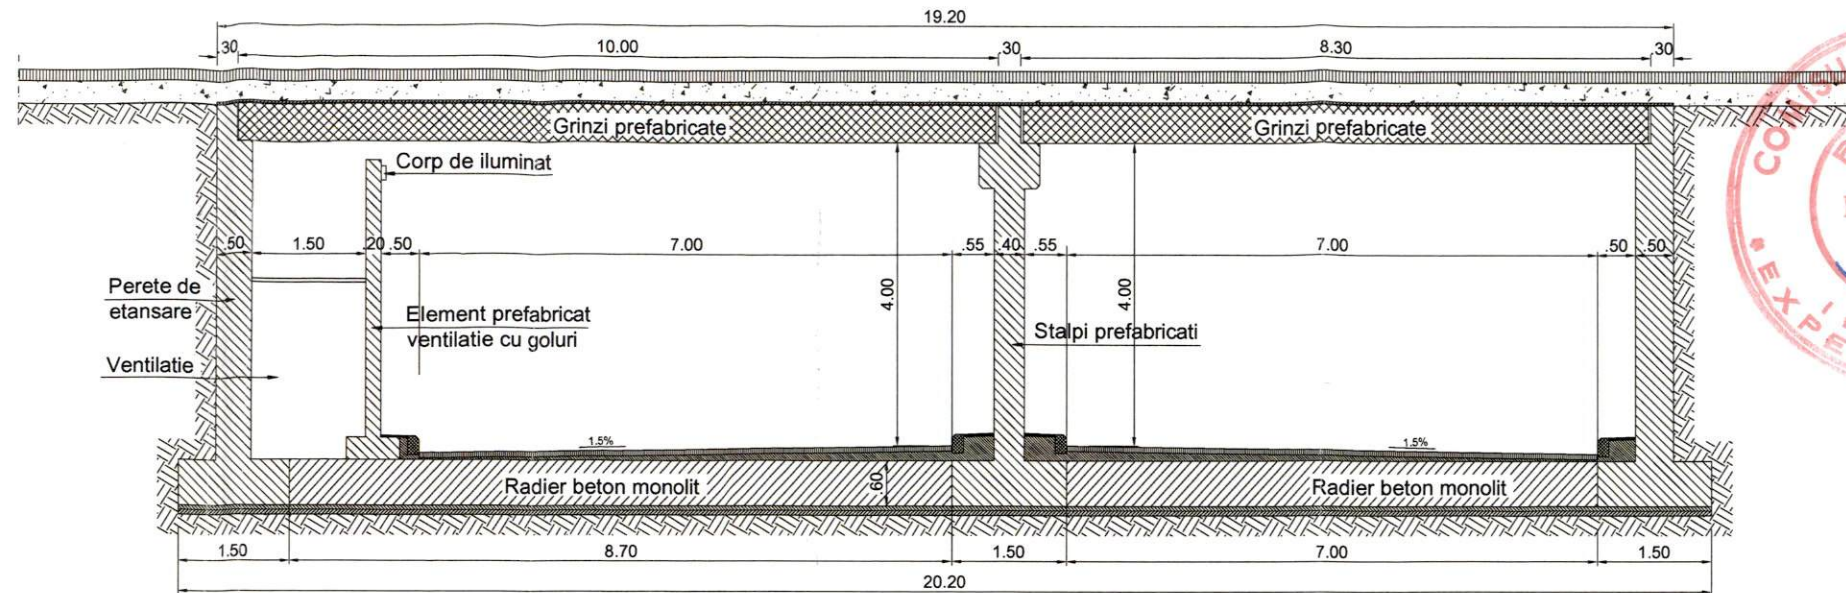 19.20
.30 10.00 .30 8.30 .30
Grinzi prefabricate Grinzi prefabricate
Corp de iluminat
.50 1.50 .20 .50 7.00 .55 .40 .55 7.00 .50 .50
Perete de
etansare
4.00
4.00
Element prefabricat
ventilatie cu goluri
Stalpi prefabricati
Ventilatie
1.5% 1.5%
Radier beton monolit .60 Radier beton monolit
1.50 8.70 1.50 7.00 1.50
20.20